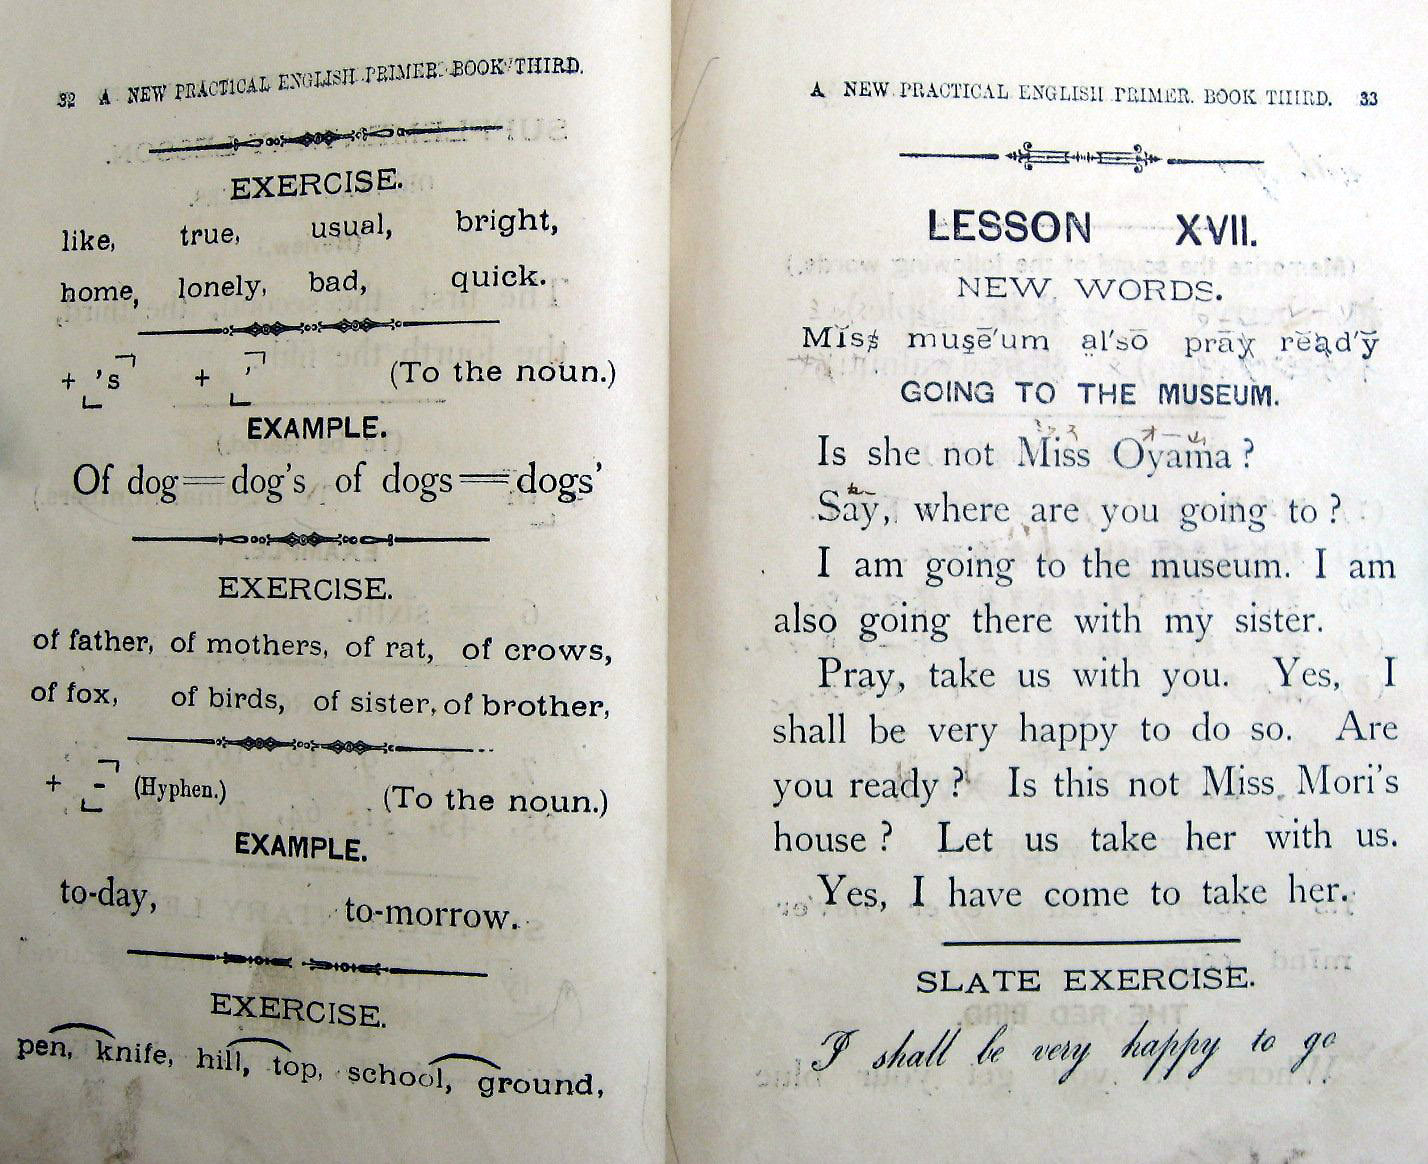 32 A NEW PRACTICAL ENGLISH PRIMER. BOOK THIRD.
EXERCISE.
like, true, usual, bright,
home, lonely, bad, quick.
+ 's + ' (To the noun.)
EXAMPLE.
Of dog=dog's of dogs=dogs'
EXERCISE.
of father, of mothers, of rat, of crows,
of fox, of birds, of sister, of brother,
+ - (Hyphen.) (To the noun.)
EXAMPLE.
to-day, to-morrow.
EXERCISE.
pen, knife, hill, top, school, ground,
A NEW PRACTICAL ENGLISH PRIMER. BOOK THIRD. 33
LESSON XVII.
NEW WORDS.
Mĭss muṣē'um ạl'sō prāy rĕad'y̆
GOING TO THE MUSEUM.
Is she not Miss Oyama?
Say, where are you going to?
I am going to the museum. I am
also going there with my sister.
Pray, take us with you. Yes, I
shall be very happy to do so. Are
you ready? Is this not Miss Mori's
house? Let us take her with us.
Yes, I have come to take her.
SLATE EXERCISE.
I shall be very happy to go